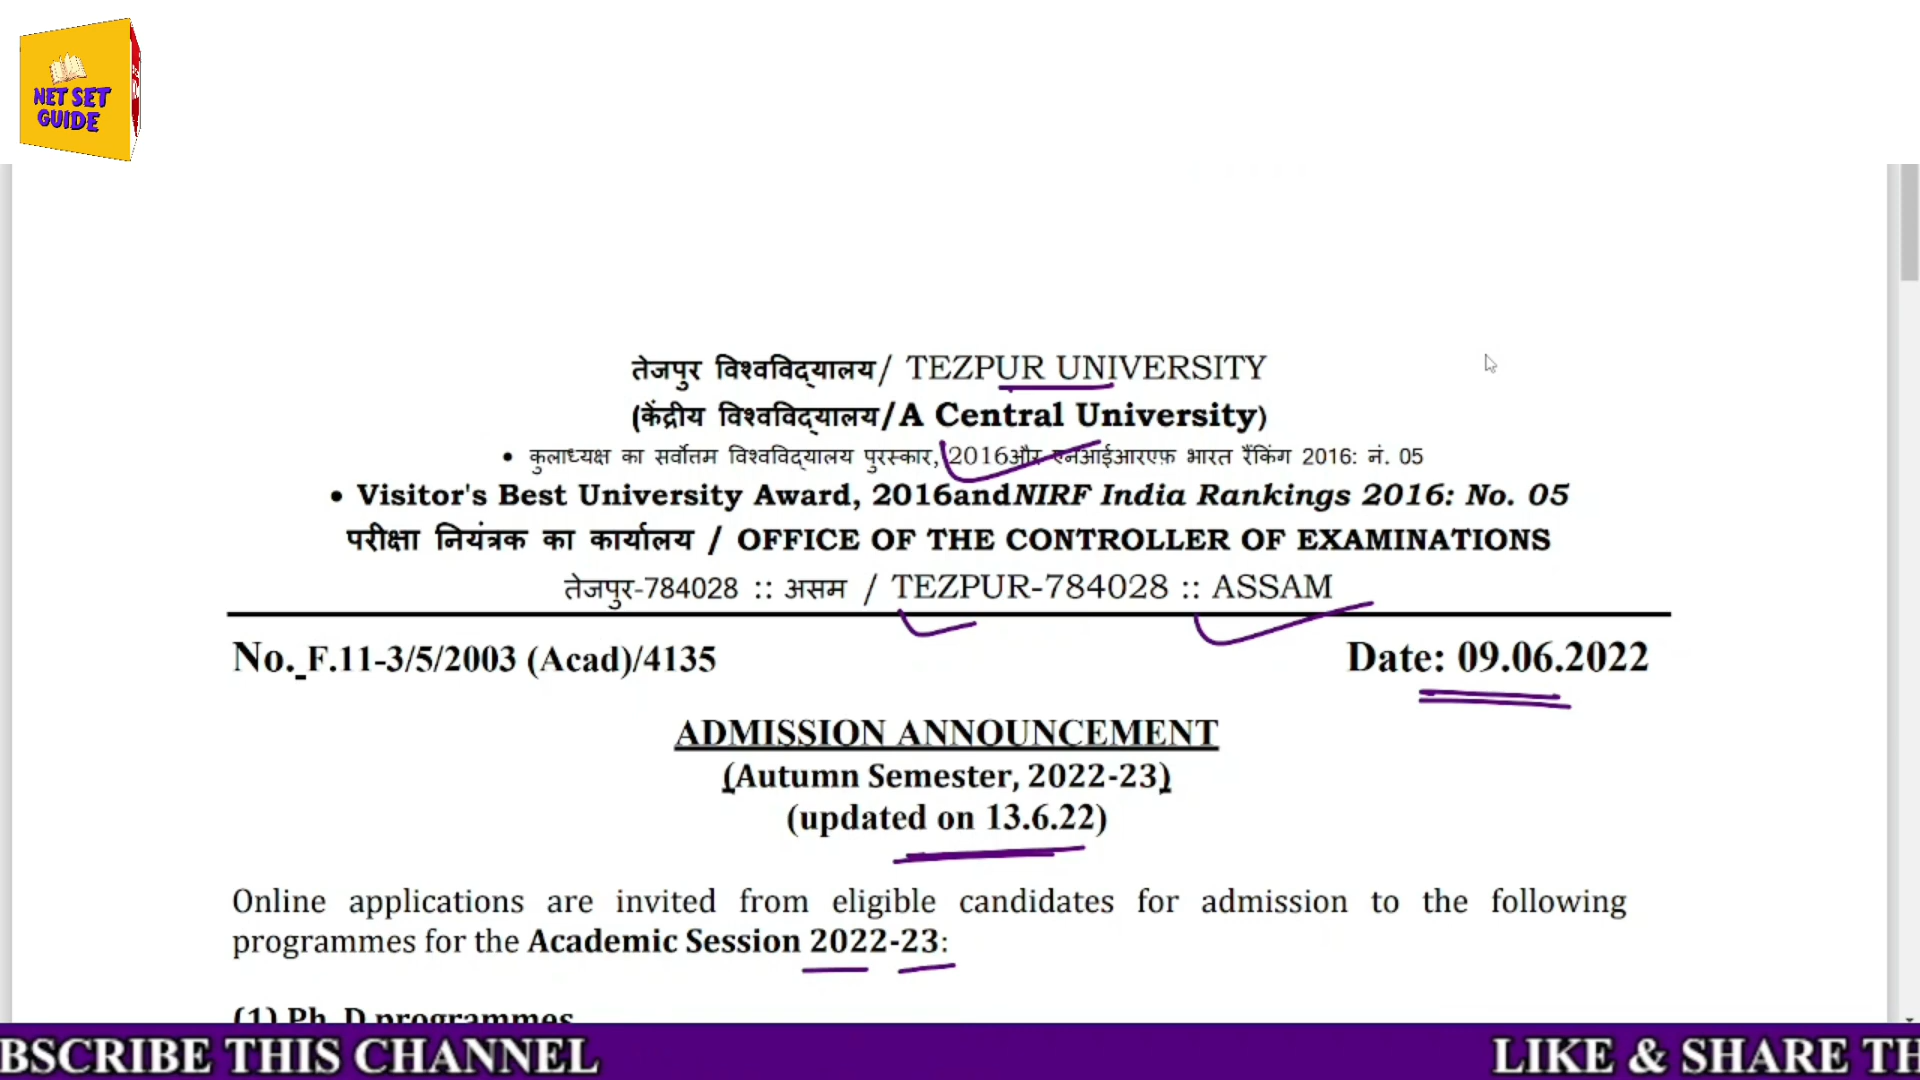 NET SET
GUIDE
तेजपुर विश्वविद्यालय/ TEZPUR UNIVERSITY
(केंद्रीय विश्वविद्यालय/A Central University)
• कुलाध्यक्ष का सर्वोत्तम विश्वविद्यालय पुरस्कार, 2016और एनआईआरएफ़ भारत रैंकिंग 2016: नं. 05
• Visitor's Best University Award, 2016andNIRF India Rankings 2016: No. 05
परीक्षा नियंत्रक का कार्यालय / OFFICE OF THE CONTROLLER OF EXAMINATIONS
तेजपुर-784028 :: असम / TEZPUR-784028 :: ASSAM
No._F.11-3/5/2003 (Acad)/4135 Date: 09.06.2022
ADMISSION ANNOUNCEMENT
(Autumn Semester, 2022-23)
(updated on 13.6.22)
Online applications are invited from eligible candidates for admission to the following
programmes for the Academic Session 2022-23:
(1) Ph. D programmes
BSCRIBE THIS CHANNEL LIKE & SHARE TH